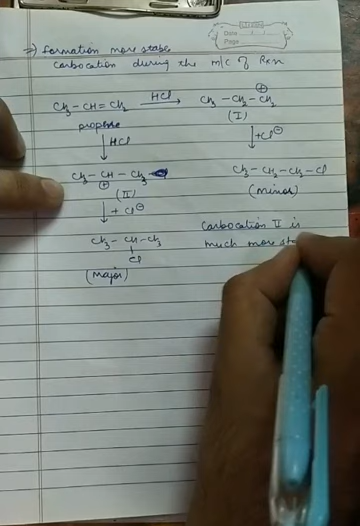 => formation more stable
Carbocation during the m/c of Rxn
Date
Page
CH3 - CH = CH2 HCl → CH3 - CH2 - CH2 ⊕
(I)
propene
↓ HCl
↓ + Cl⊖
CH3 - CH - CH3
⊕
(II)
CH3 - CH2 - CH2 - Cl
(Minor)
↓ + Cl⊖
CH3 - CH - CH3
Cl
(Major)
Carbocation II is
much more sta